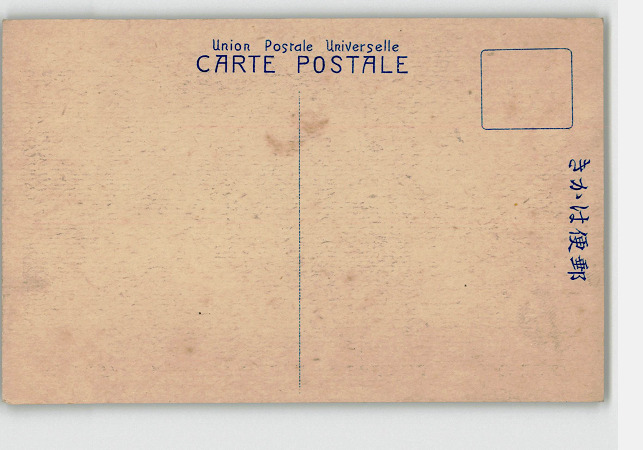 Union Postale Universelle
CARTE POSTALE
きかは便郵